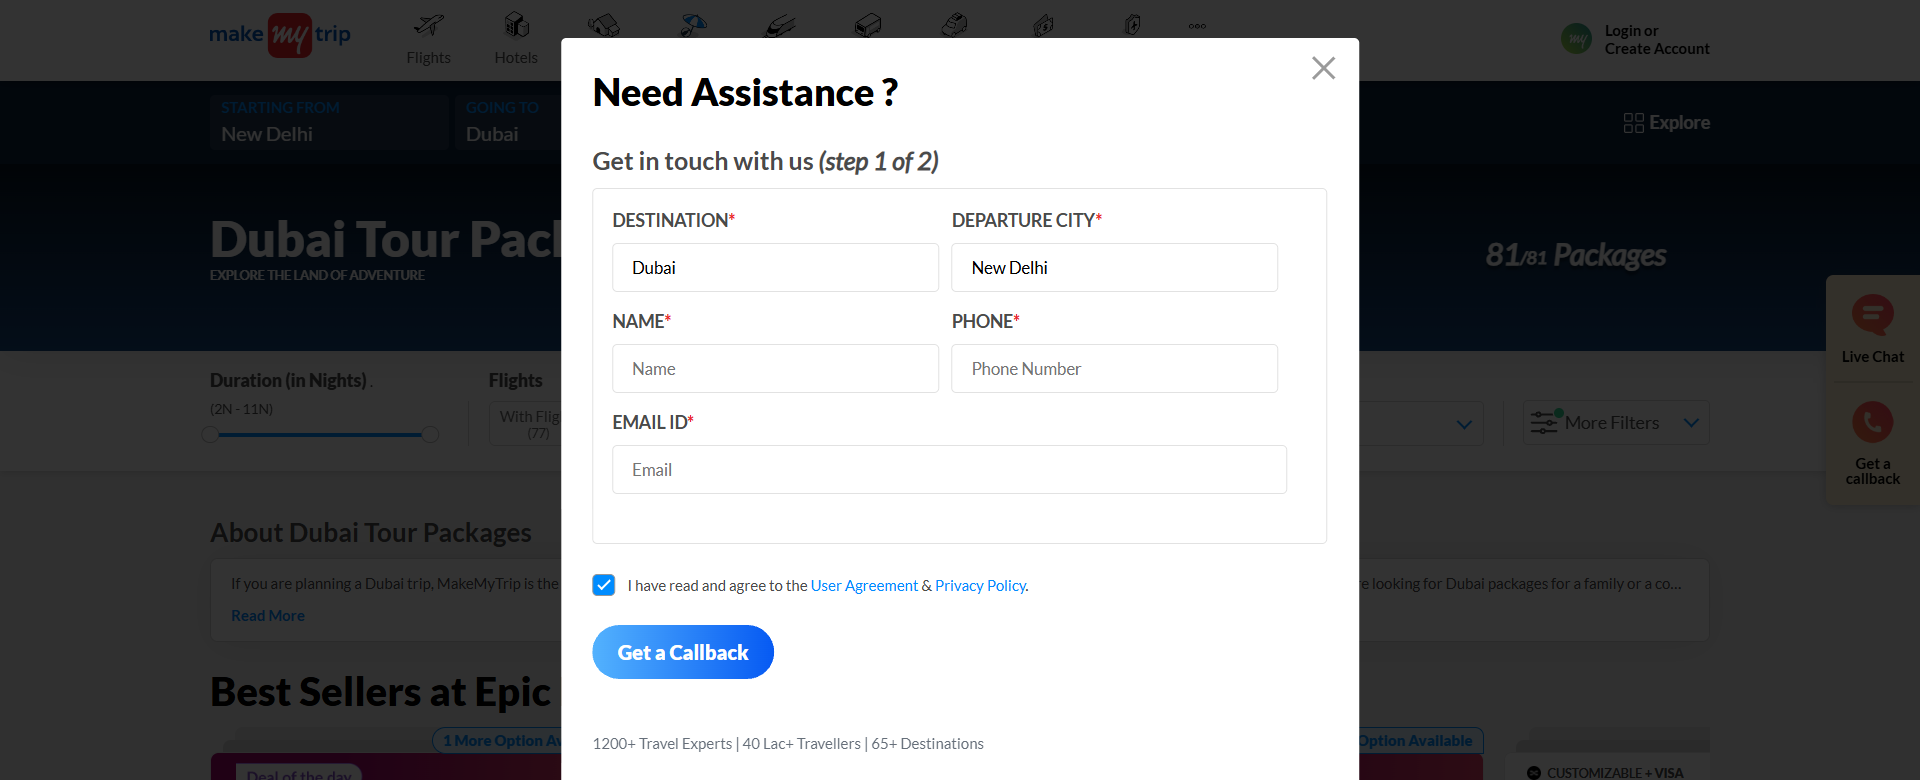 make my trip
Flights
Hotels
my
Login or
Create Account
STARTING FROM
New Delhi
GOING TO
Dubai
Explore
Dubai Tour Pack
EXPLORE THE LAND OF ADVENTURE
81/81 Packages
Live Chat
Get a
callback
Duration (in Nights) .
(2N - 11N)
Flights
With Flig
(77)
More Filters
About Dubai Tour Packages
If you are planning a Dubai trip, MakeMyTrip is the
e looking for Dubai packages for a family or a co...
Read More
Best Sellers at Epic
1 More Option Av
Option Available
Deal of the day
CUSTOMIZABLE + VISA
Need Assistance ?
Get in touch with us (step 1 of 2)
DESTINATION*
DEPARTURE CITY*
Dubai
New Delhi
NAME*
PHONE*
Name
Phone Number
EMAIL ID*
Email
I have read and agree to the User Agreement & Privacy Policy.
Get a Callback
1200+ Travel Experts | 40 Lac+ Travellers | 65+ Destinations